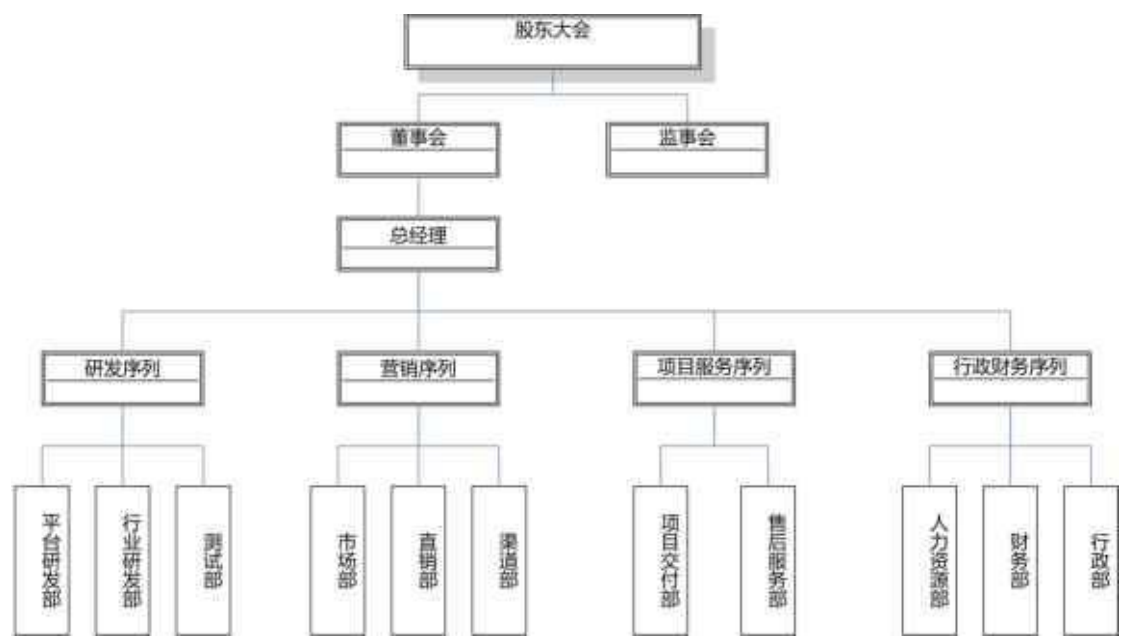 股东大会
董事会
监事会
总经理
研发序列
营销序列
项目服务序列
行政财务序列
平台研发部
行业研发部
测试部
市场部
直销部
渠道部
项目交付部
售后服务部
人力资源部
财务部
行政部